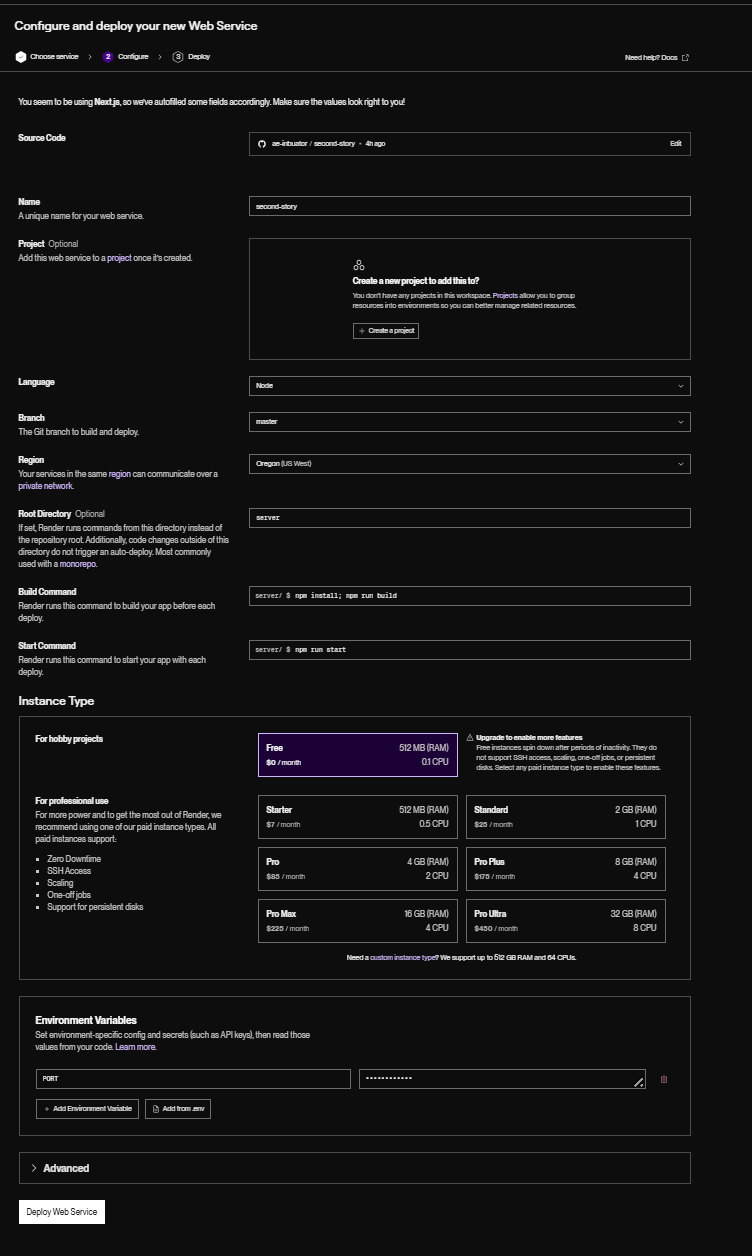 Configure and deploy your new Web Service
Choose service
2 Configure
3 Deploy
Need help? Docs
You seem to be using Next.js, so we've autofilled some fields accordingly. Make sure the values look right to you!
Source Code
ae-inbuator / second-story • 4h ago
Edit
Name
A unique name for your web service.
second-story
Project Optional
Add this web service to a project once it's created.
Create a new project to add this to?
You don't have any projects in this workspace. Projects allow you to group
resources into environments so you can better manage related resources.
+ Create a project
Language
Node
Branch
The Git branch to build and deploy.
master
Region
Your services in the same region can communicate over a
private network.
Oregon (US West)
Root Directory Optional
If set, Render runs commands from this directory instead of
the repository root. Additionally, code changes outside of this
directory do not trigger an auto-deploy. Most commonly
used with a monorepo.
server
Build Command
Render runs this command to build your app before each
deploy.
server/ $ npm install; npm run build
Start Command
Render runs this command to start your app with each
deploy.
server/ $ npm run start
Instance Type
For hobby projects
Free 512 MB (RAM)
$0 / month 0.1 CPU
Upgrade to enable more features
Free instances spin down after periods of inactivity. They do
not support SSH access, scaling, one-off jobs, or persistent
disks. Select any paid instance type to enable these features.
For professional use
For more power and to get the most out of Render, we
recommend using one of our paid instance types. All
paid instances support:
Zero Downtime
SSH Access
Scaling
One-off jobs
Support for persistent disks
Starter 512 MB (RAM)
$7 / month 0.5 CPU
Standard 2 GB (RAM)
$25 / month 1 CPU
Pro 4 GB (RAM)
$85 / month 2 CPU
Pro Plus 8 GB (RAM)
$175 / month 4 CPU
Pro Max 16 GB (RAM)
$225 / month 4 CPU
Pro Ultra 32 GB (RAM)
$450 / month 8 CPU
Need a custom instance type? We support up to 512 GB RAM and 64 CPUs.
Environment Variables
Set environment-specific config and secrets (such as API keys), then read those
values from your code. Learn more.
PORT
••••••••••••
+ Add Environment Variable
Add from .env
Advanced
Deploy Web Service